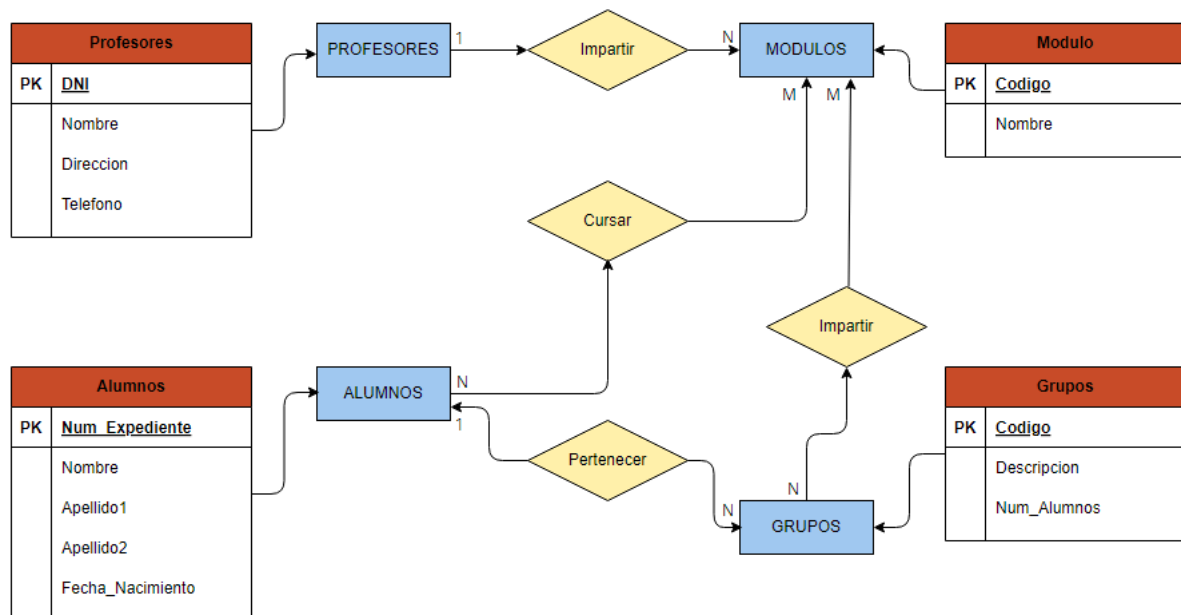 Profesores
PK DNI
Nombre
Direccion
Telefono
PROFESORES
1
Impartir
N
MODULOS
M
M
Modulo
PK Codigo
Nombre
Cursar
Impartir
Alumnos
PK Num_Expediente
Nombre
Apellido1
Apellido2
Fecha_Nacimiento
ALUMNOS
N
1
Pertenecer
N
N
GRUPOS
Grupos
PK Codigo
Descripcion
Num_Alumnos